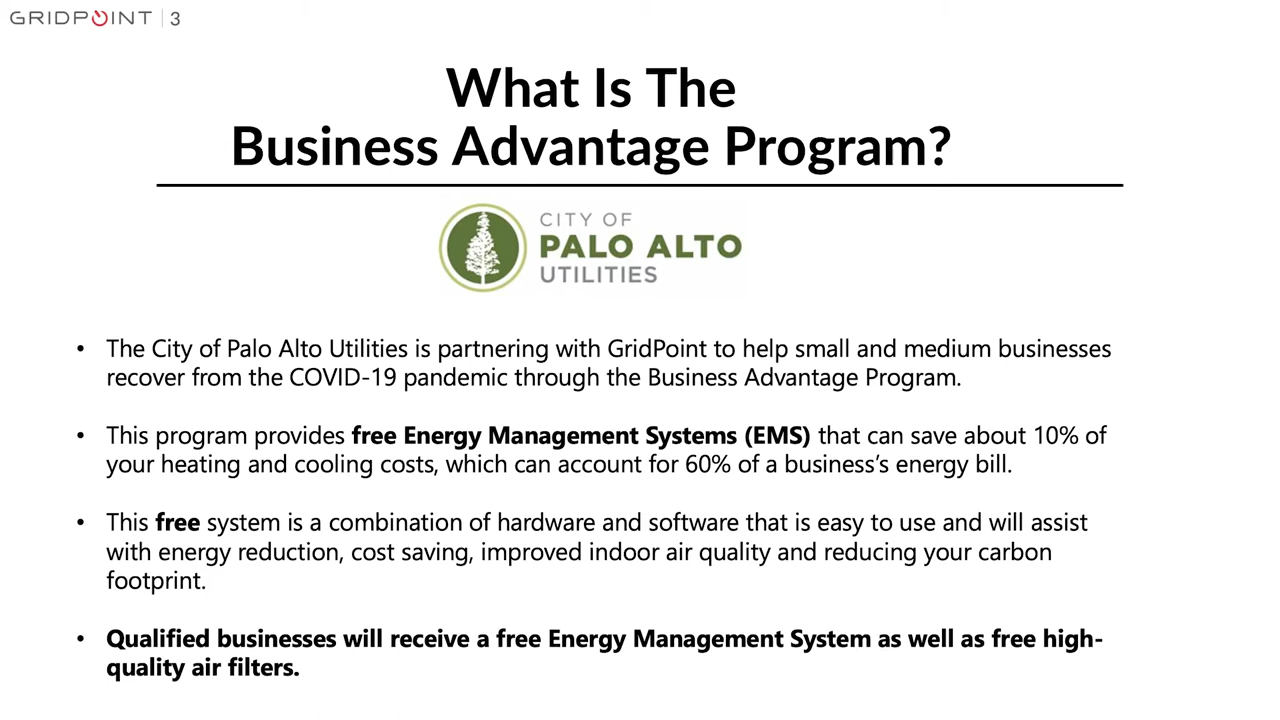 GRIDPOINT | 3
What Is The
Business Advantage Program?
CITY OF
PALO ALTO
UTILITIES
• The City of Palo Alto Utilities is partnering with GridPoint to help small and medium businesses
recover from the COVID-19 pandemic through the Business Advantage Program.
• This program provides free Energy Management Systems (EMS) that can save about 10% of
your heating and cooling costs, which can account for 60% of a business’s energy bill.
• This free system is a combination of hardware and software that is easy to use and will assist
with energy reduction, cost saving, improved indoor air quality and reducing your carbon
footprint.
• Qualified businesses will receive a free Energy Management System as well as free high-
quality air filters.